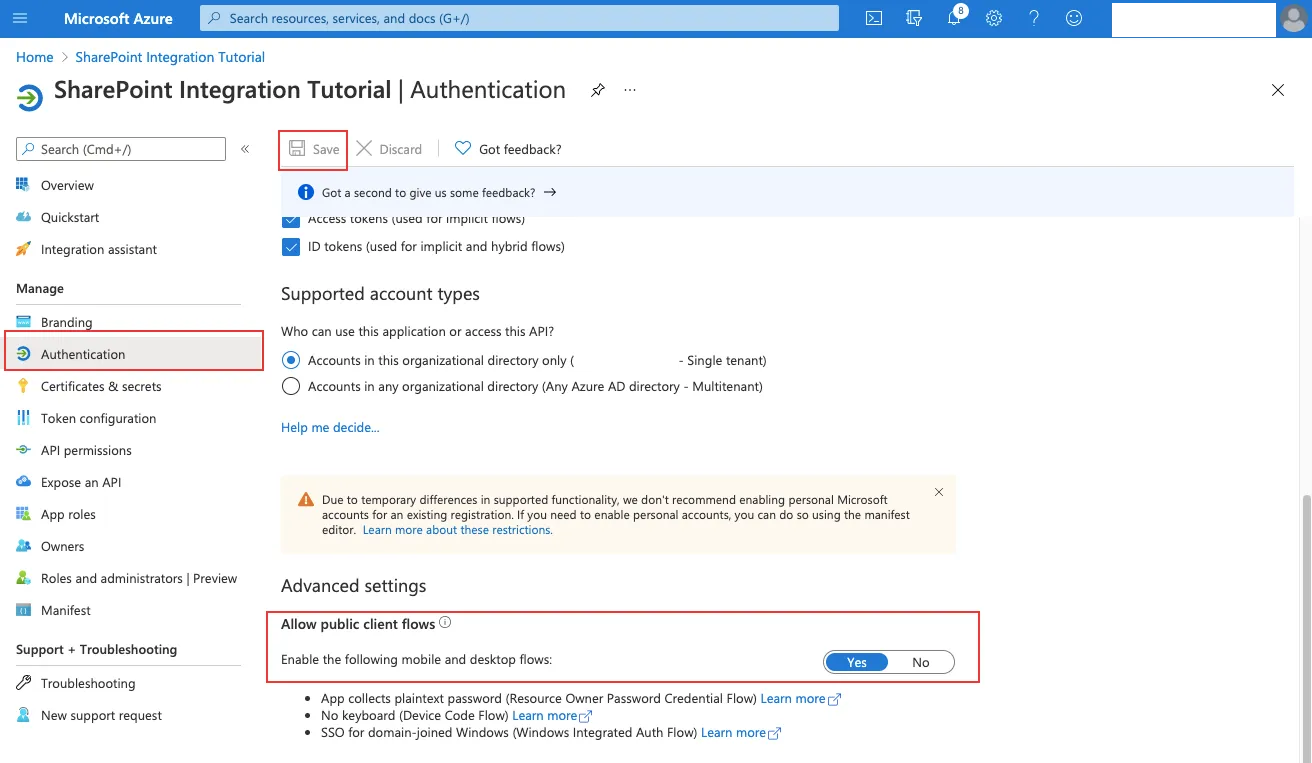 Microsoft Azure
Search resources, services, and docs (G+/)
8
Home > SharePoint Integration Tutorial
SharePoint Integration Tutorial | Authentication
Search (Cmd+/)
«
Overview
Quickstart
Integration assistant
Manage
Branding
Authentication
Certificates & secrets
Token configuration
API permissions
Expose an API
App roles
Owners
Roles and administrators | Preview
Manifest
Support + Troubleshooting
Troubleshooting
New support request
Save
Discard
Got feedback?
Got a second to give us some feedback? →
Access tokens (used for implicit flows)
ID tokens (used for implicit and hybrid flows)
Supported account types
Who can use this application or access this API?
Accounts in this organizational directory only ( - Single tenant)
Accounts in any organizational directory (Any Azure AD directory - Multitenant)
Help me decide...
Due to temporary differences in supported functionality, we don't recommend enabling personal Microsoft
accounts for an existing registration. If you need to enable personal accounts, you can do so using the manifest
editor. Learn more about these restrictions.
Advanced settings
Allow public client flows
Enable the following mobile and desktop flows:
Yes No
• App collects plaintext password (Resource Owner Password Credential Flow) Learn more
• No keyboard (Device Code Flow) Learn more
• SSO for domain-joined Windows (Windows Integrated Auth Flow) Learn more